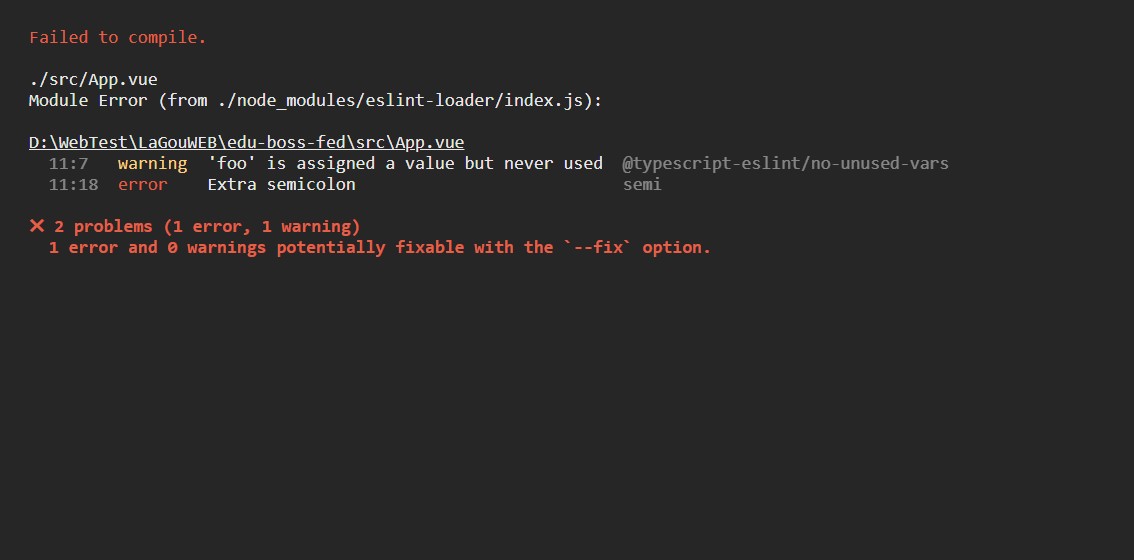 Failed to compile.
./src/App.vue
Module Error (from ./node_modules/eslint-loader/index.js):
D:\WebTest\LaGouWEB\edu-boss-fed\src\App.vue
11:7 warning 'foo' is assigned a value but never used @typescript-eslint/no-unused-vars
11:18 error Extra semicolon semi
✕ 2 problems (1 error, 1 warning)
1 error and 0 warnings potentially fixable with the `--fix` option.